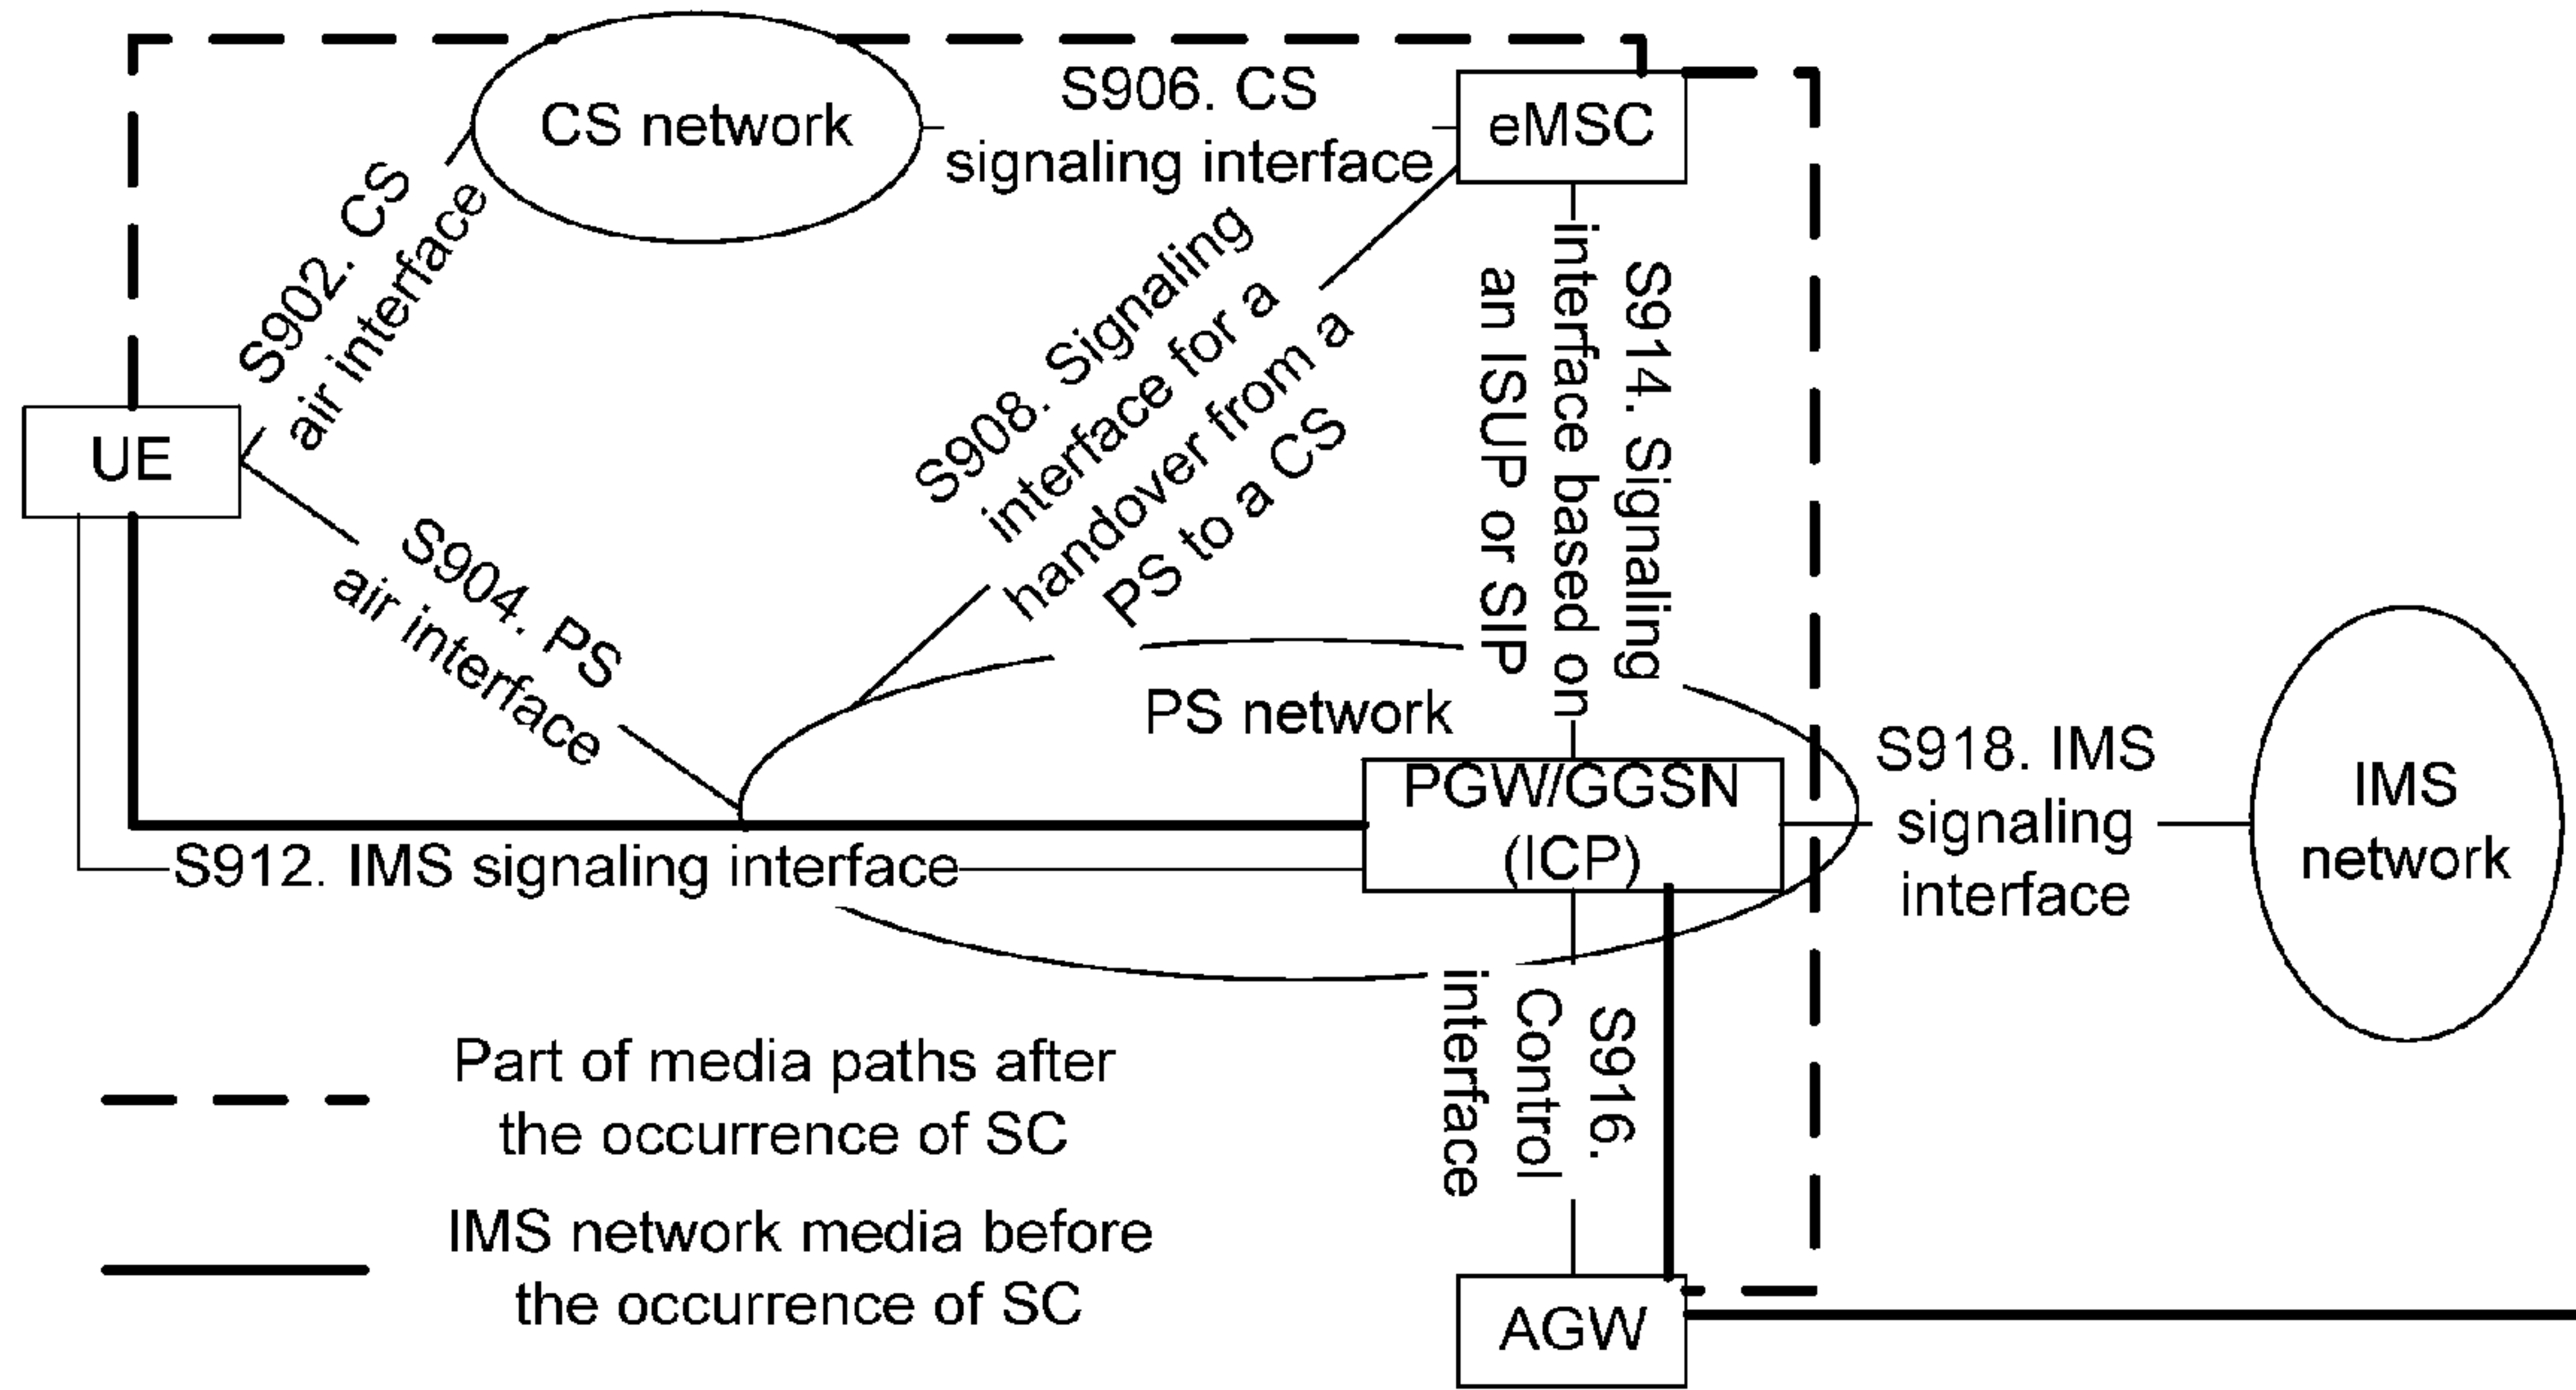 CS network
S906. CS
signaling interface
eMSC
S902. CS
air interface
UE
S904. PS
air interface
S908. Signaling
interface for a
handover from a
PS to a CS
S914. Signaling
interface based on
an ISUP or SIP
PS network
PGW/GGSN
(ICP)
S918. IMS
signaling
interface
IMS
network
S912. IMS signaling interface
S916.
Control
interface
AGW
Part of media paths after
the occurrence of SC
IMS network media before
the occurrence of SC